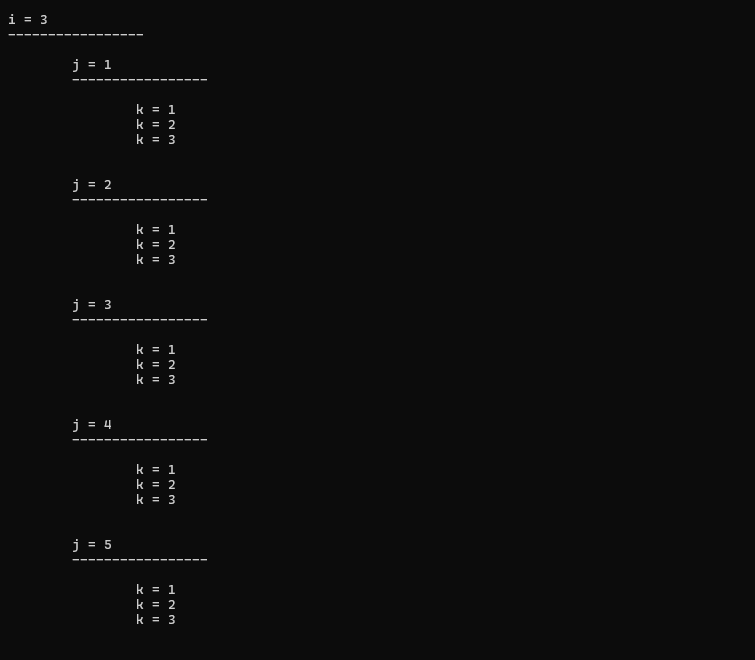 i = 3
-----------------
j = 1
-----------------
k = 1
k = 2
k = 3
j = 2
-----------------
k = 1
k = 2
k = 3
j = 3
-----------------
k = 1
k = 2
k = 3
j = 4
-----------------
k = 1
k = 2
k = 3
j = 5
-----------------
k = 1
k = 2
k = 3